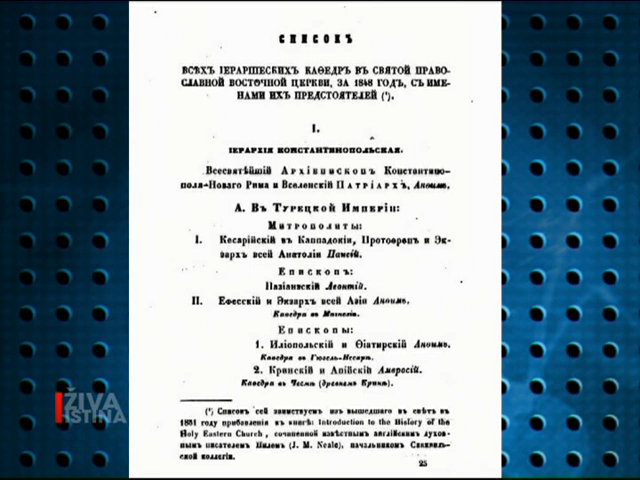 СПИСОКЪ
ВСѢХЪ ІЕРАРШЕСКИХЪ КАѲЕДРЪ ВЪ СВЯТОЙ ПРАВО-
СЛАВНОЙ ВОСТОЧНОЙ ЦЕРКВИ, ЗА 1848 ГОДЪ, СЪ ИМЕ-
НАМИ ИХЪ ПРЕДСТОЯТЕЛЕЙ (¹).
I.
ІЕРАРХІЯ КОНСТАНТИНОПОЛЬСКАЯ.
Всесвятѣйшій Архіепископъ Константино-
поля-Новаго Рима и Вселенскій Патріархъ, Анѳимъ.
А. Въ Турецкой Имперіи:
Митрополиты:
I. Кесарійскій въ Каппадокіи, Протоѳронъ и Эк-
зархъ всей Анатоліи Паисій.
Епископъ:
Назіанскій Леонтій.
II. Ефесскій и Экзархъ всей Азіи Анѳимъ.
Каѳедра въ Магнезіи.
Епископы:
1. Иліопольскій и Ѳіатирскій Анѳимъ.
Каѳедра въ Гюзель-Гиссарѣ.
2. Кринскій и Апійскій Амвросій.
Каѳедра въ Чесмѣ (древнемъ Кринѣ).
(¹) Списокъ сей заимствуемъ изъ вышедшаго въ свѣтъ въ
1851 году прибавленія къ книгѣ: Introduction to the History of the
Holy Eastern Church, сочиненной извѣстнымъ англійскимъ духов-
нымъ писателемъ Нилемъ (J. M. Neale), начальникомъ Саквиль-
ской коллегіи.
25
ŽIVA
ISTINA